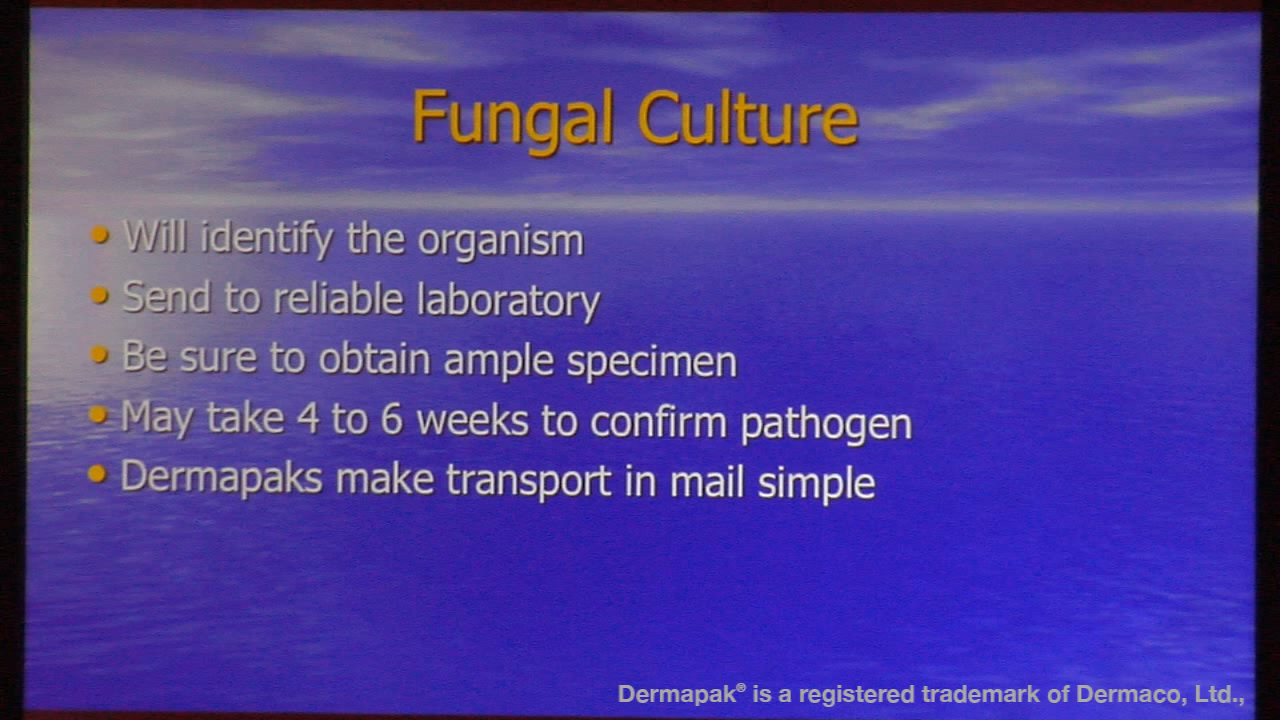 Fungal Culture
• Will identify the organism
• Send to reliable laboratory
• Be sure to obtain ample specimen
• May take 4 to 6 weeks to confirm pathogen
• Dermapaks make transport in mail simple
Dermapak® is a registered trademark of Dermaco, Ltd.,